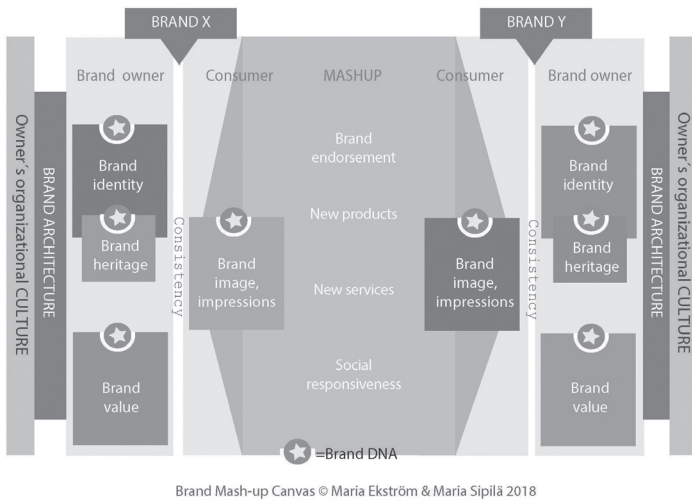 BRAND X
BRAND Y
Brand owner
Consumer
MASHUP
Consumer
Brand owner
Owner´s organizational CULTURE
BRAND ARCHITECTURE
Brand
identity
Brand
heritage
Brand
value
Consistency
Brand
image,
impressions
Brand
endorsement
New products
New services
Social
responsiveness
Brand
image,
impressions
Consistency
Brand
identity
Brand
heritage
Brand
value
BRAND ARCHITECTURE
Owner´s organizational CULTURE
=Brand DNA
Brand Mash-up Canvas © Maria Ekström & Maria Sipilä 2018